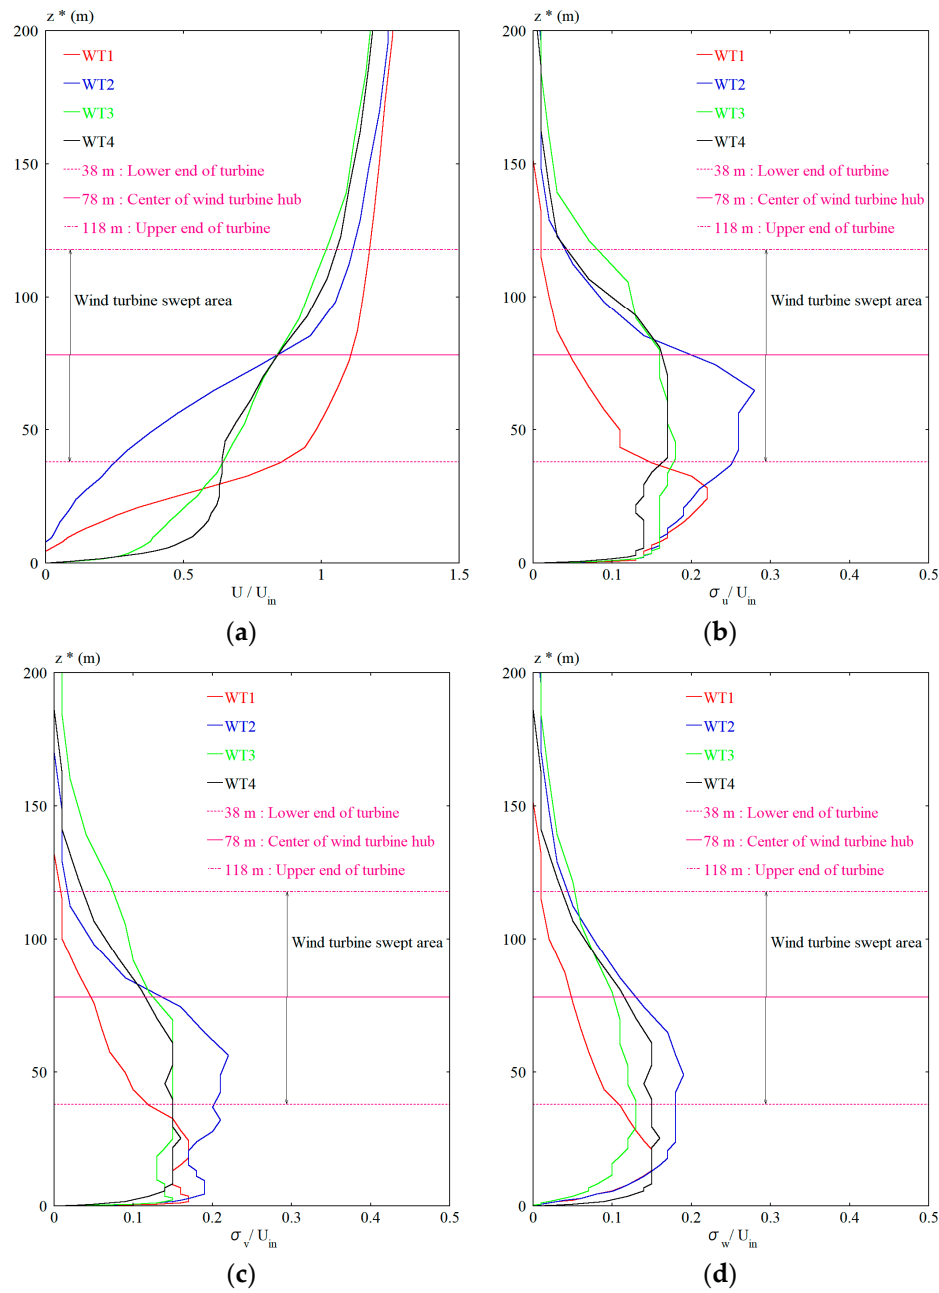 z * (m)
200
150
100
50
0
0
0.5
1
1.5
WT1
WT2
WT3
WT4
38 m : Lower end of turbine
78 m : Center of wind turbine hub
118 m : Upper end of turbine
Wind turbine swept area
U / U_in
(a)
z * (m)
200
150
100
50
0
0
0.1
0.2
0.3
0.4
0.5
WT1
WT2
WT3
WT4
38 m : Lower end of turbine
78 m : Center of wind turbine hub
118 m : Upper end of turbine
Wind turbine swept area
σ_u / U_in
(b)
z * (m)
200
150
100
50
0
0
0.1
0.2
0.3
0.4
0.5
WT1
WT2
WT3
WT4
38 m : Lower end of turbine
78 m : Center of wind turbine hub
118 m : Upper end of turbine
Wind turbine swept area
σ_v / U_in
(c)
z * (m)
200
150
100
50
0
0
0.1
0.2
0.3
0.4
0.5
WT1
WT2
WT3
WT4
38 m : Lower end of turbine
78 m : Center of wind turbine hub
118 m : Upper end of turbine
Wind turbine swept area
σ_w / U_in
(d)